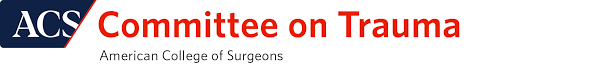 ACS Committee on Trauma
American College of Surgeons